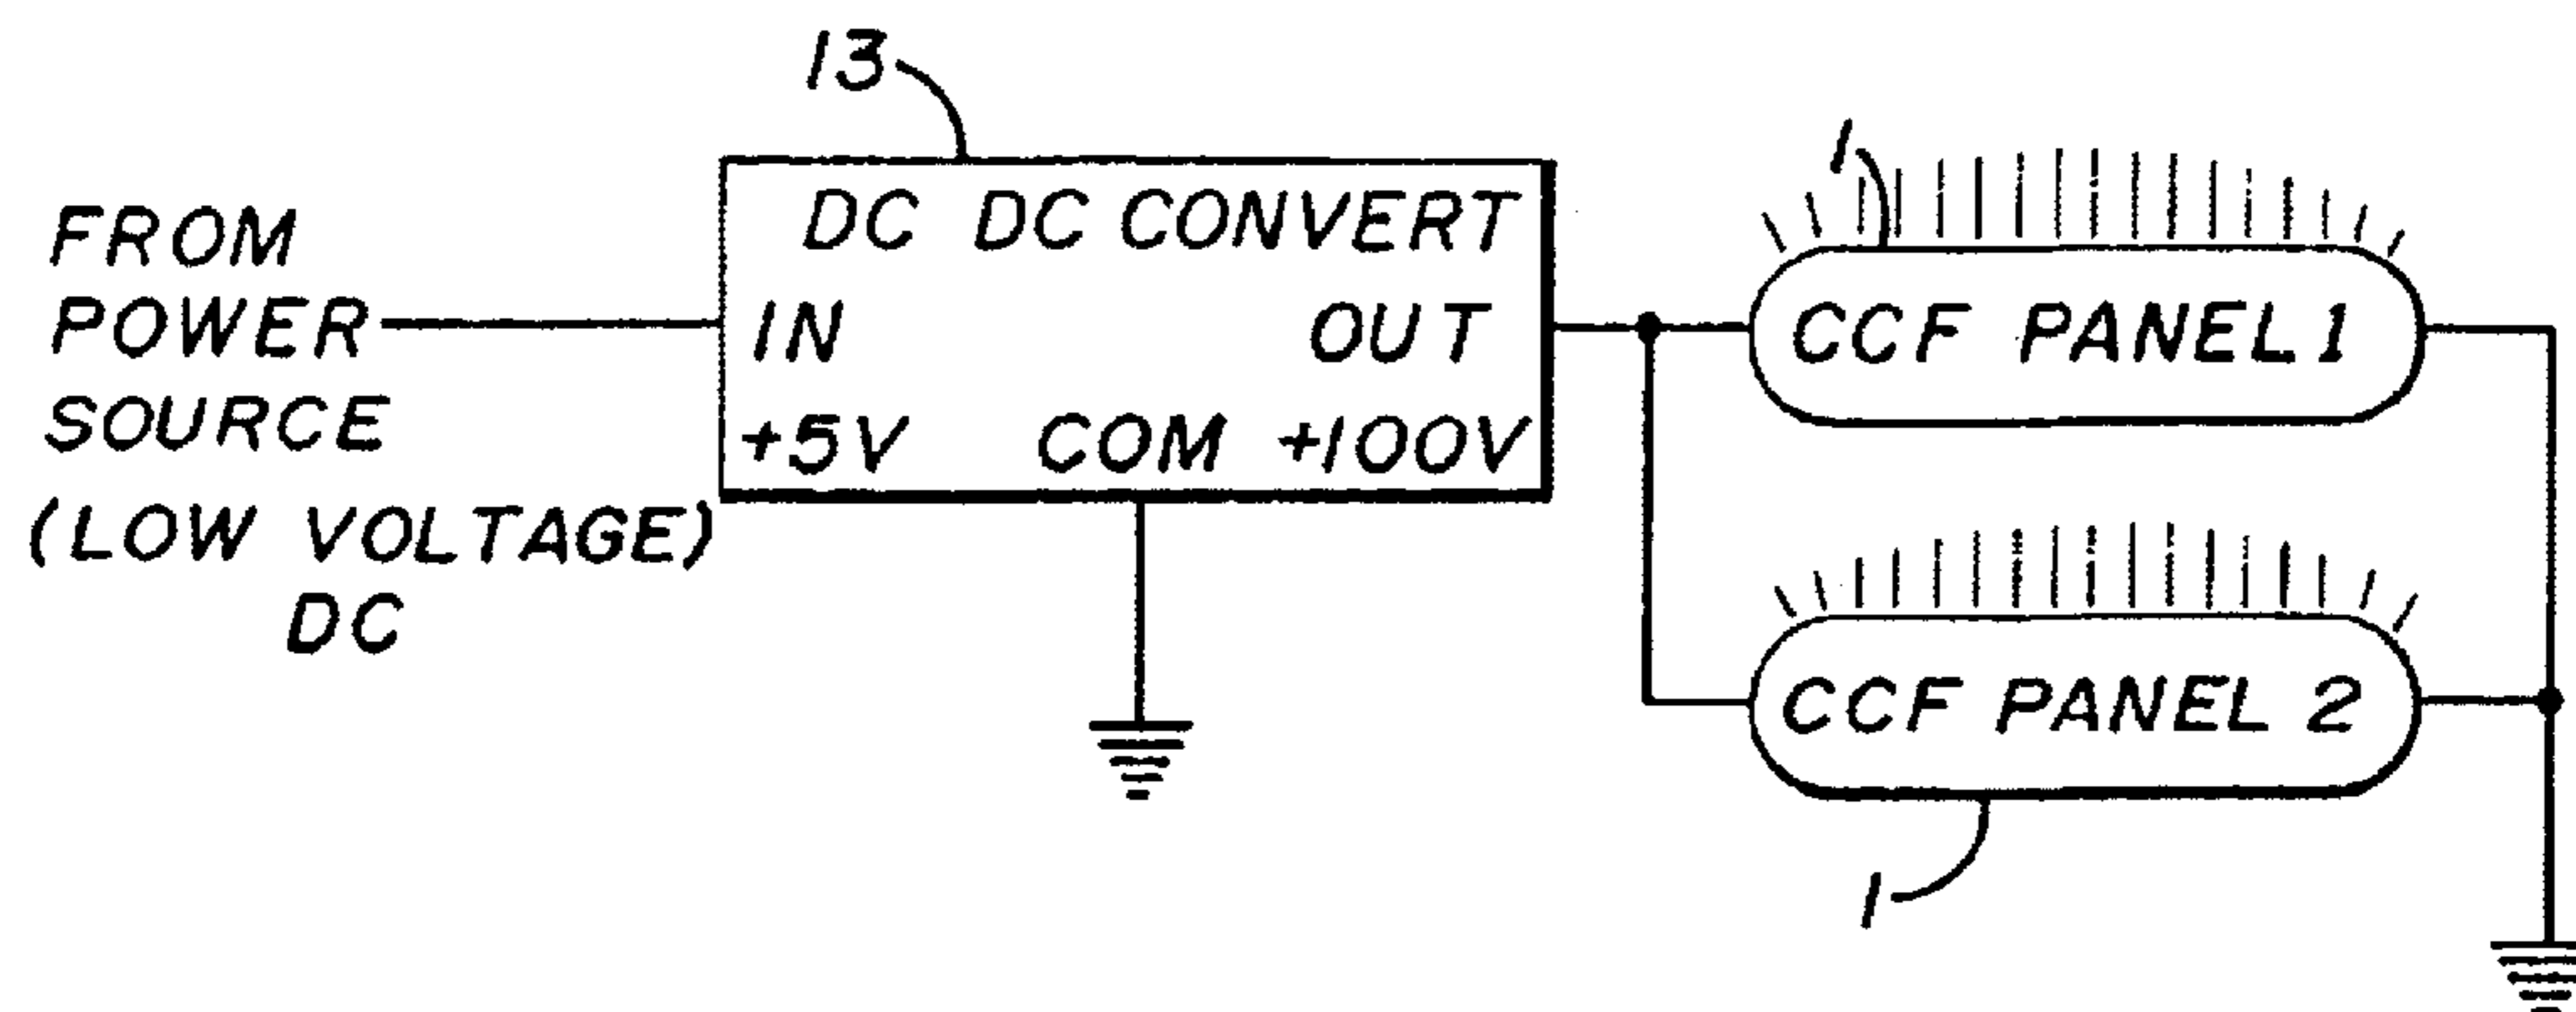 13
FROM
POWER
SOURCE
(LOW VOLTAGE)
DC
DC DC CONVERT
IN OUT
+5V COM +100V
1
CCF PANEL 1
CCF PANEL 2
1